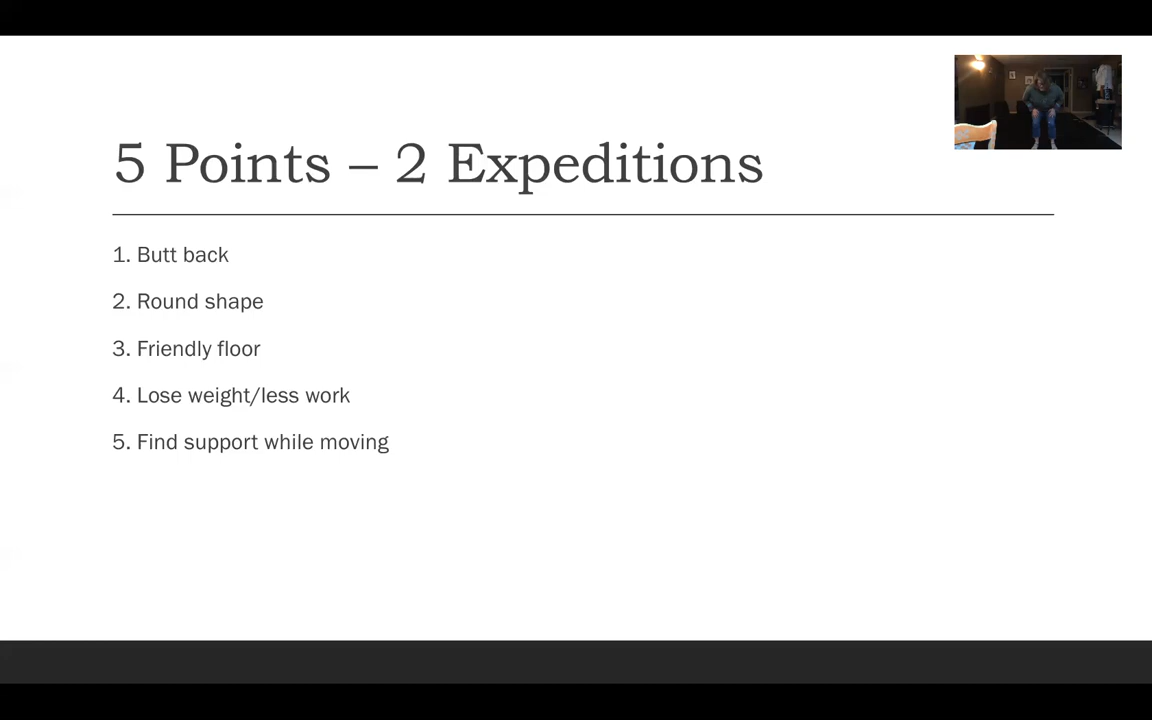 5 Points – 2 Expeditions
1. Butt back
2. Round shape
3. Friendly floor
4. Lose weight/less work
5. Find support while moving